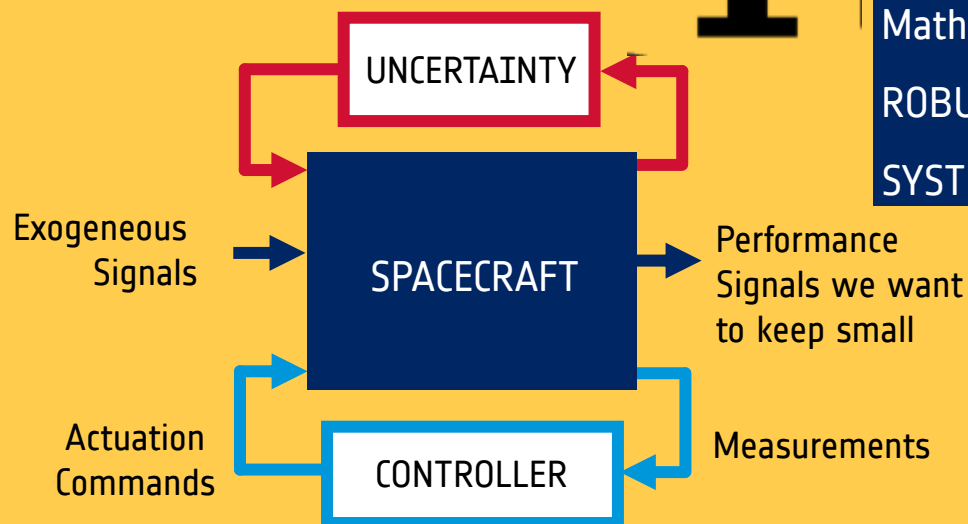 Math
ROBU
SYST
UNCERTAINTY
Exogeneous
Signals
SPACECRAFT
Performance
Signals we want
to keep small
Actuation
Commands
CONTROLLER
Measurements